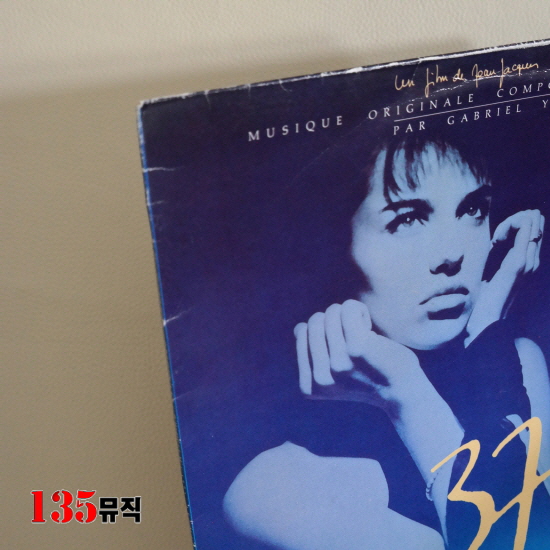 un film de Jean-Jacques
MUSIQUE ORIGINALE COMPO
PAR GABRIEL Y
37
135뮤직